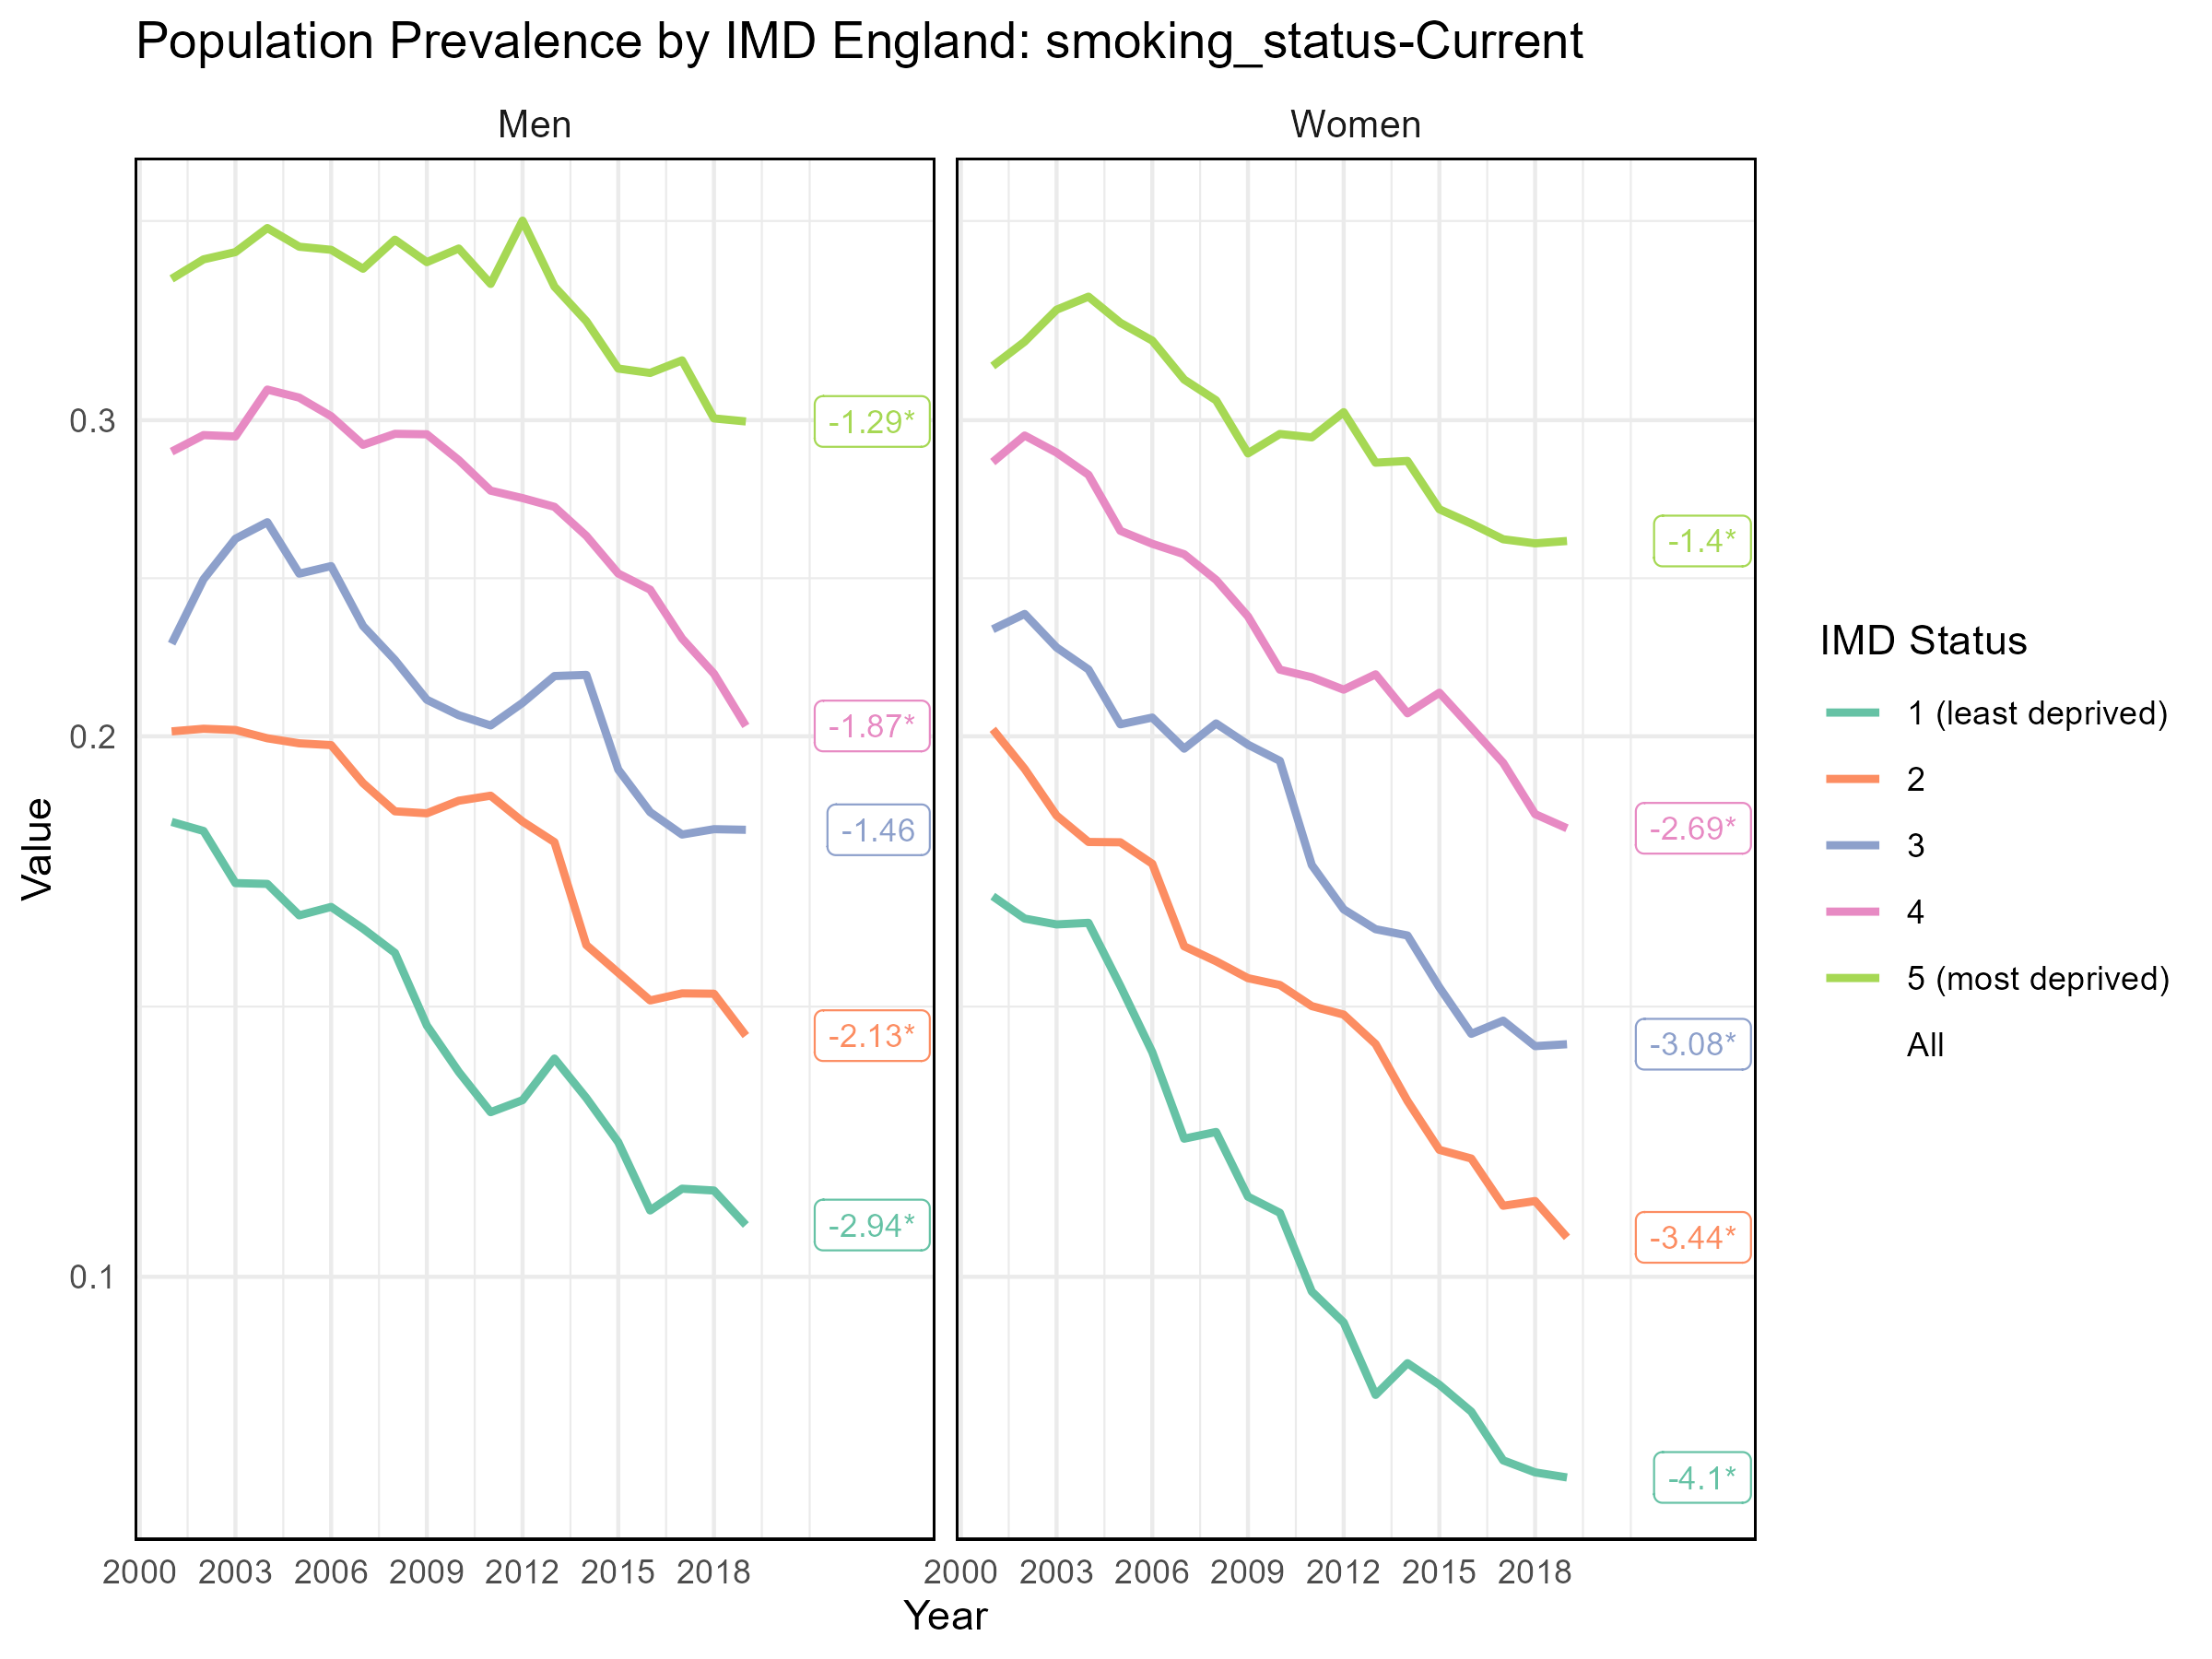 Population Prevalence by IMD England: smoking_status-Current
Men
Women
Value
0.3
0.2
0.1
-1.29*
-1.87*
-1.46
-2.13*
-2.94*
-1.4*
-2.69*
-3.08*
-3.44*
-4.1*
2000 2003 2006 2009 2012 2015 2018
2000 2003 2006 2009 2012 2015 2018
Year
IMD Status
1 (least deprived)
2
3
4
5 (most deprived)
All